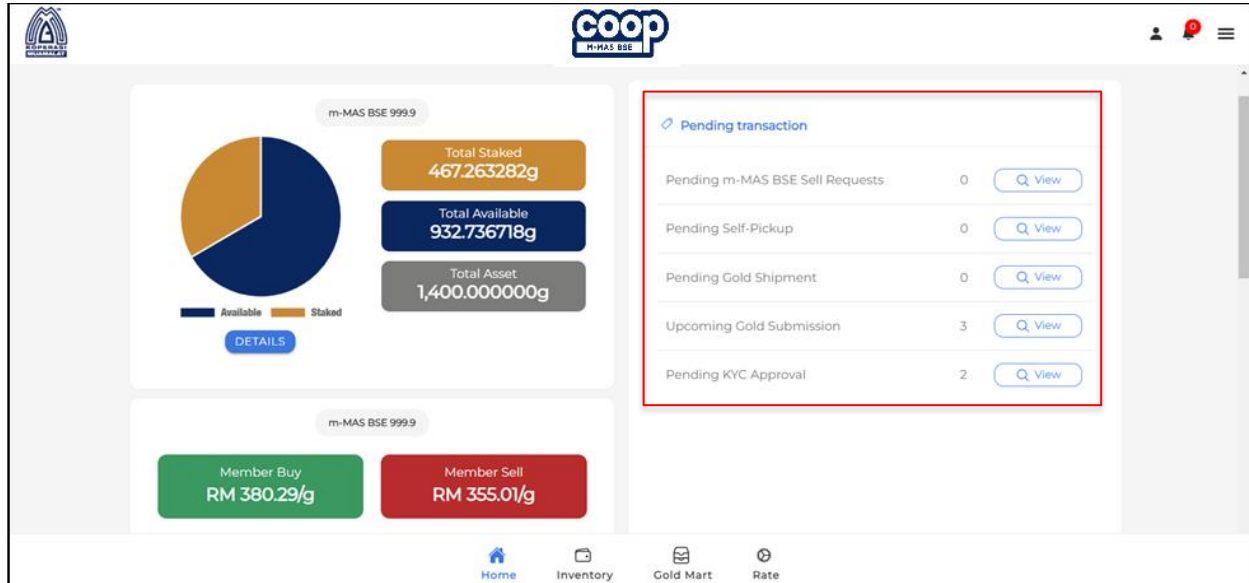 KOPERASI
MUAMALAT
COOP
M-MAS BSE
0
m-MAS BSE 999.9
Total Staked
467.263282g
Total Available
932.736718g
Total Asset
1,400.000000g
Available Staked
DETAILS
Pending transaction
Pending m-MAS BSE Sell Requests 0 View
Pending Self-Pickup 0 View
Pending Gold Shipment 0 View
Upcoming Gold Submission 3 View
Pending KYC Approval 2 View
m-MAS BSE 999.9
Member Buy
RM 380.29/g
Member Sell
RM 355.01/g
Home Inventory Gold Mart Rate